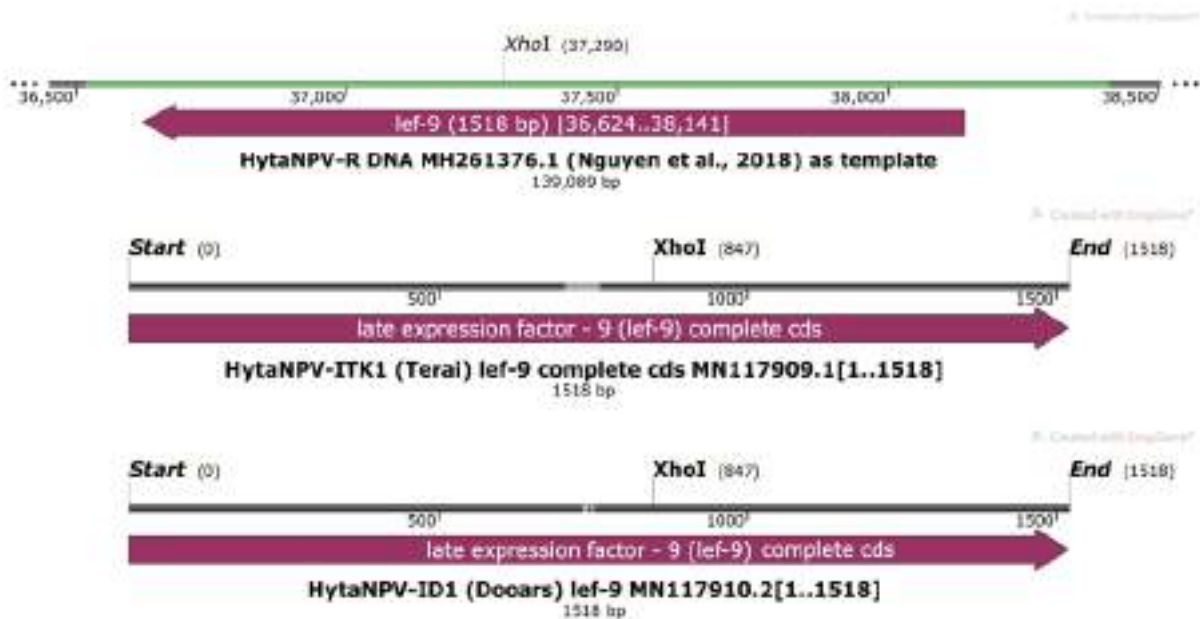 XhoI (37,290)
36,500 37,000 37,500 38,000 38,500
lef-9 (1518 bp) [36,624..38,141]
HytaNPV-R DNA MH261376.1 (Nguyen et al., 2018) as template
139,089 bp
Start (0) XhoI (847) End (1518)
500 1000 1500
late expression factor - 9 (lef-9) complete cds
HytaNPV-ITK1 (Terai) lef-9 complete cds MN117909.1[1..1518]
1518 bp
Start (0) XhoI (847) End (1518)
500 1000 1500
late expression factor - 9 (lef-9) complete cds
HytaNPV-ID1 (Dooars) lef-9 MN117910.2[1..1518]
1518 bp